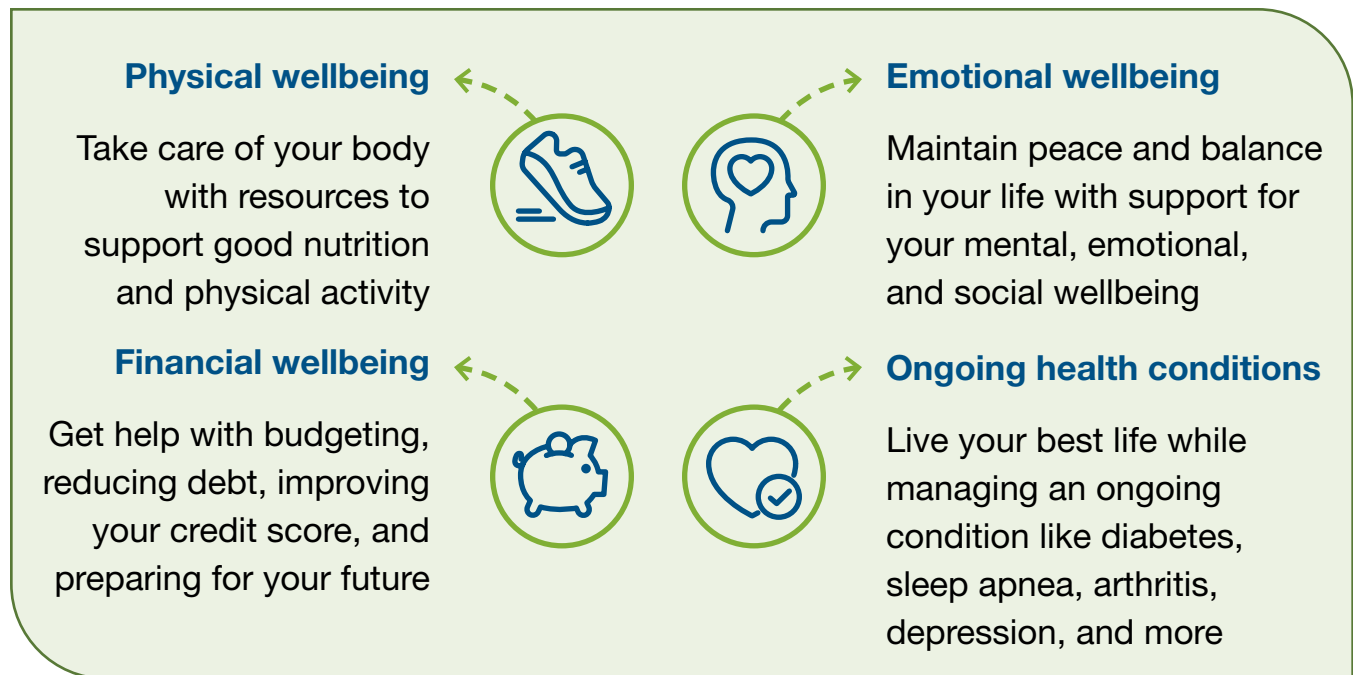 Physical wellbeing
Take care of your body
with resources to
support good nutrition
and physical activity
Emotional wellbeing
Maintain peace and balance
in your life with support for
your mental, emotional,
and social wellbeing
Financial wellbeing
Get help with budgeting,
reducing debt, improving
your credit score, and
preparing for your future
Ongoing health conditions
Live your best life while
managing an ongoing
condition like diabetes,
sleep apnea, arthritis,
depression, and more